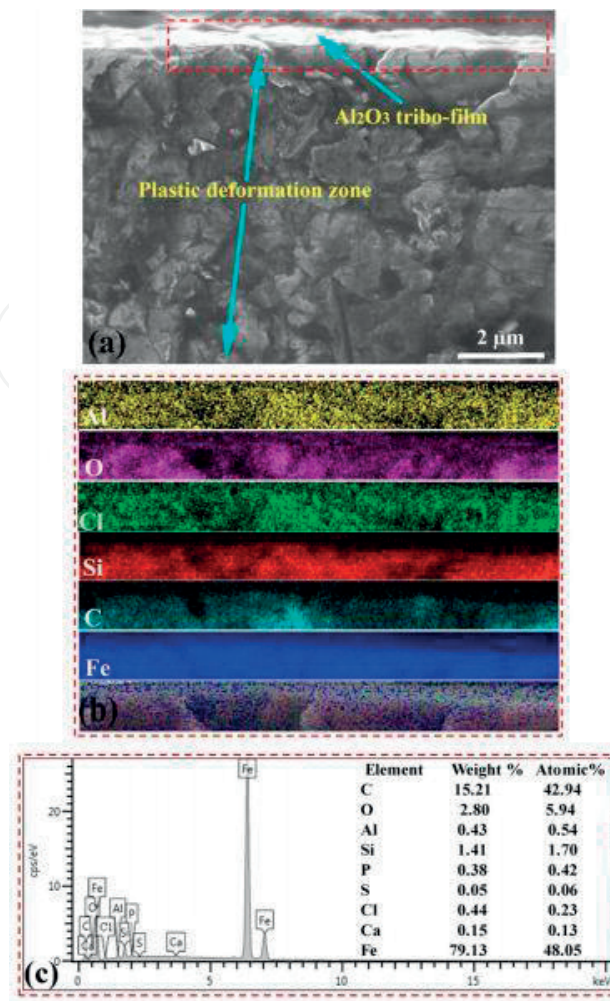 Al2O3 tribo-film
Plastic deformation zone
(a)
2 μm
Al
O
Cl
Si
C
Fe
(b)
Element Weight % Atomic%
C 15.21 42.94
O 2.80 5.94
Al 0.43 0.54
Si 1.41 1.70
P 0.38 0.42
S 0.05 0.06
Cl 0.44 0.23
Ca 0.15 0.13
Fe 79.13 48.05
cps/eV
20
10
0
Fe
Fe
O
Al
P
C
Cl
S
Ca
Fe
(c)
0 5 10 15 keV